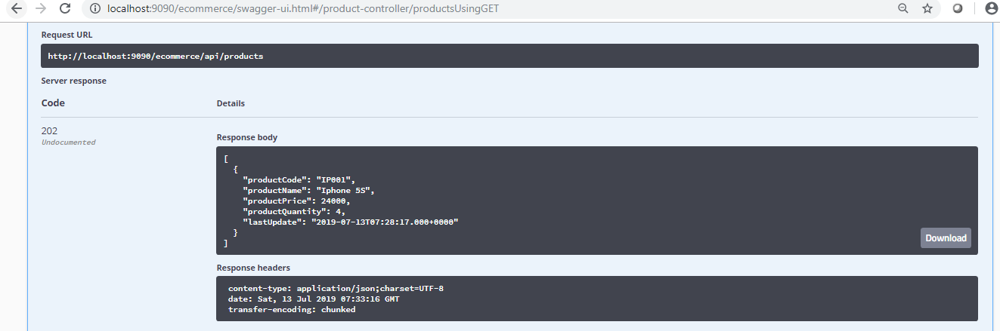 localhost:9090/ecommerce/swagger-ui.html#/product-controller/productsUsingGET
Request URL
http://localhost:9090/ecommerce/api/products
Server response
Code Details
202
Undocumented
Response body
[
  {
    "productCode": "IP001",
    "productName": "Iphone 5S",
    "productPrice": 24000,
    "productQuantity": 4,
    "lastUpdate": "2019-07-13T07:28:17.000+0000"
  }
]
Download
Response headers
content-type: application/json;charset=UTF-8
date: Sat, 13 Jul 2019 07:33:16 GMT
transfer-encoding: chunked